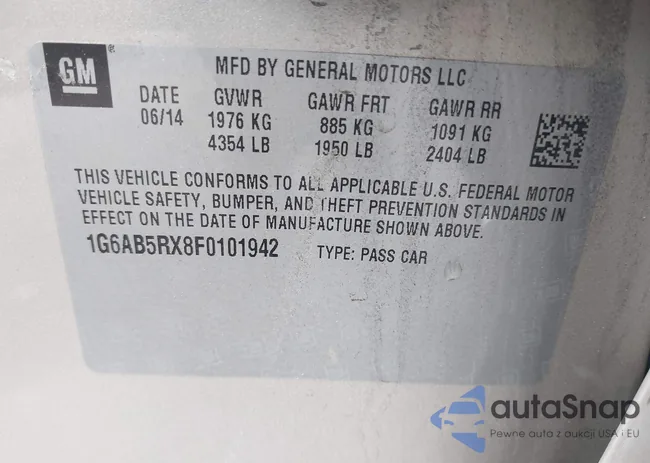 GM
MFD BY GENERAL MOTORS LLC
DATE GVWR GAWR FRT GAWR RR
06/14 1976 KG 885 KG 1091 KG
4354 LB 1950 LB 2404 LB
THIS VEHICLE CONFORMS TO ALL APPLICABLE U.S. FEDERAL MOTOR
VEHICLE SAFETY, BUMPER, AND THEFT PREVENTION STANDARDS IN
EFFECT ON THE DATE OF MANUFACTURE SHOWN ABOVE.
1G6AB5RX8F0101942 TYPE: PASS CAR
autaSnap
Pewne auta z aukcji USA i EU